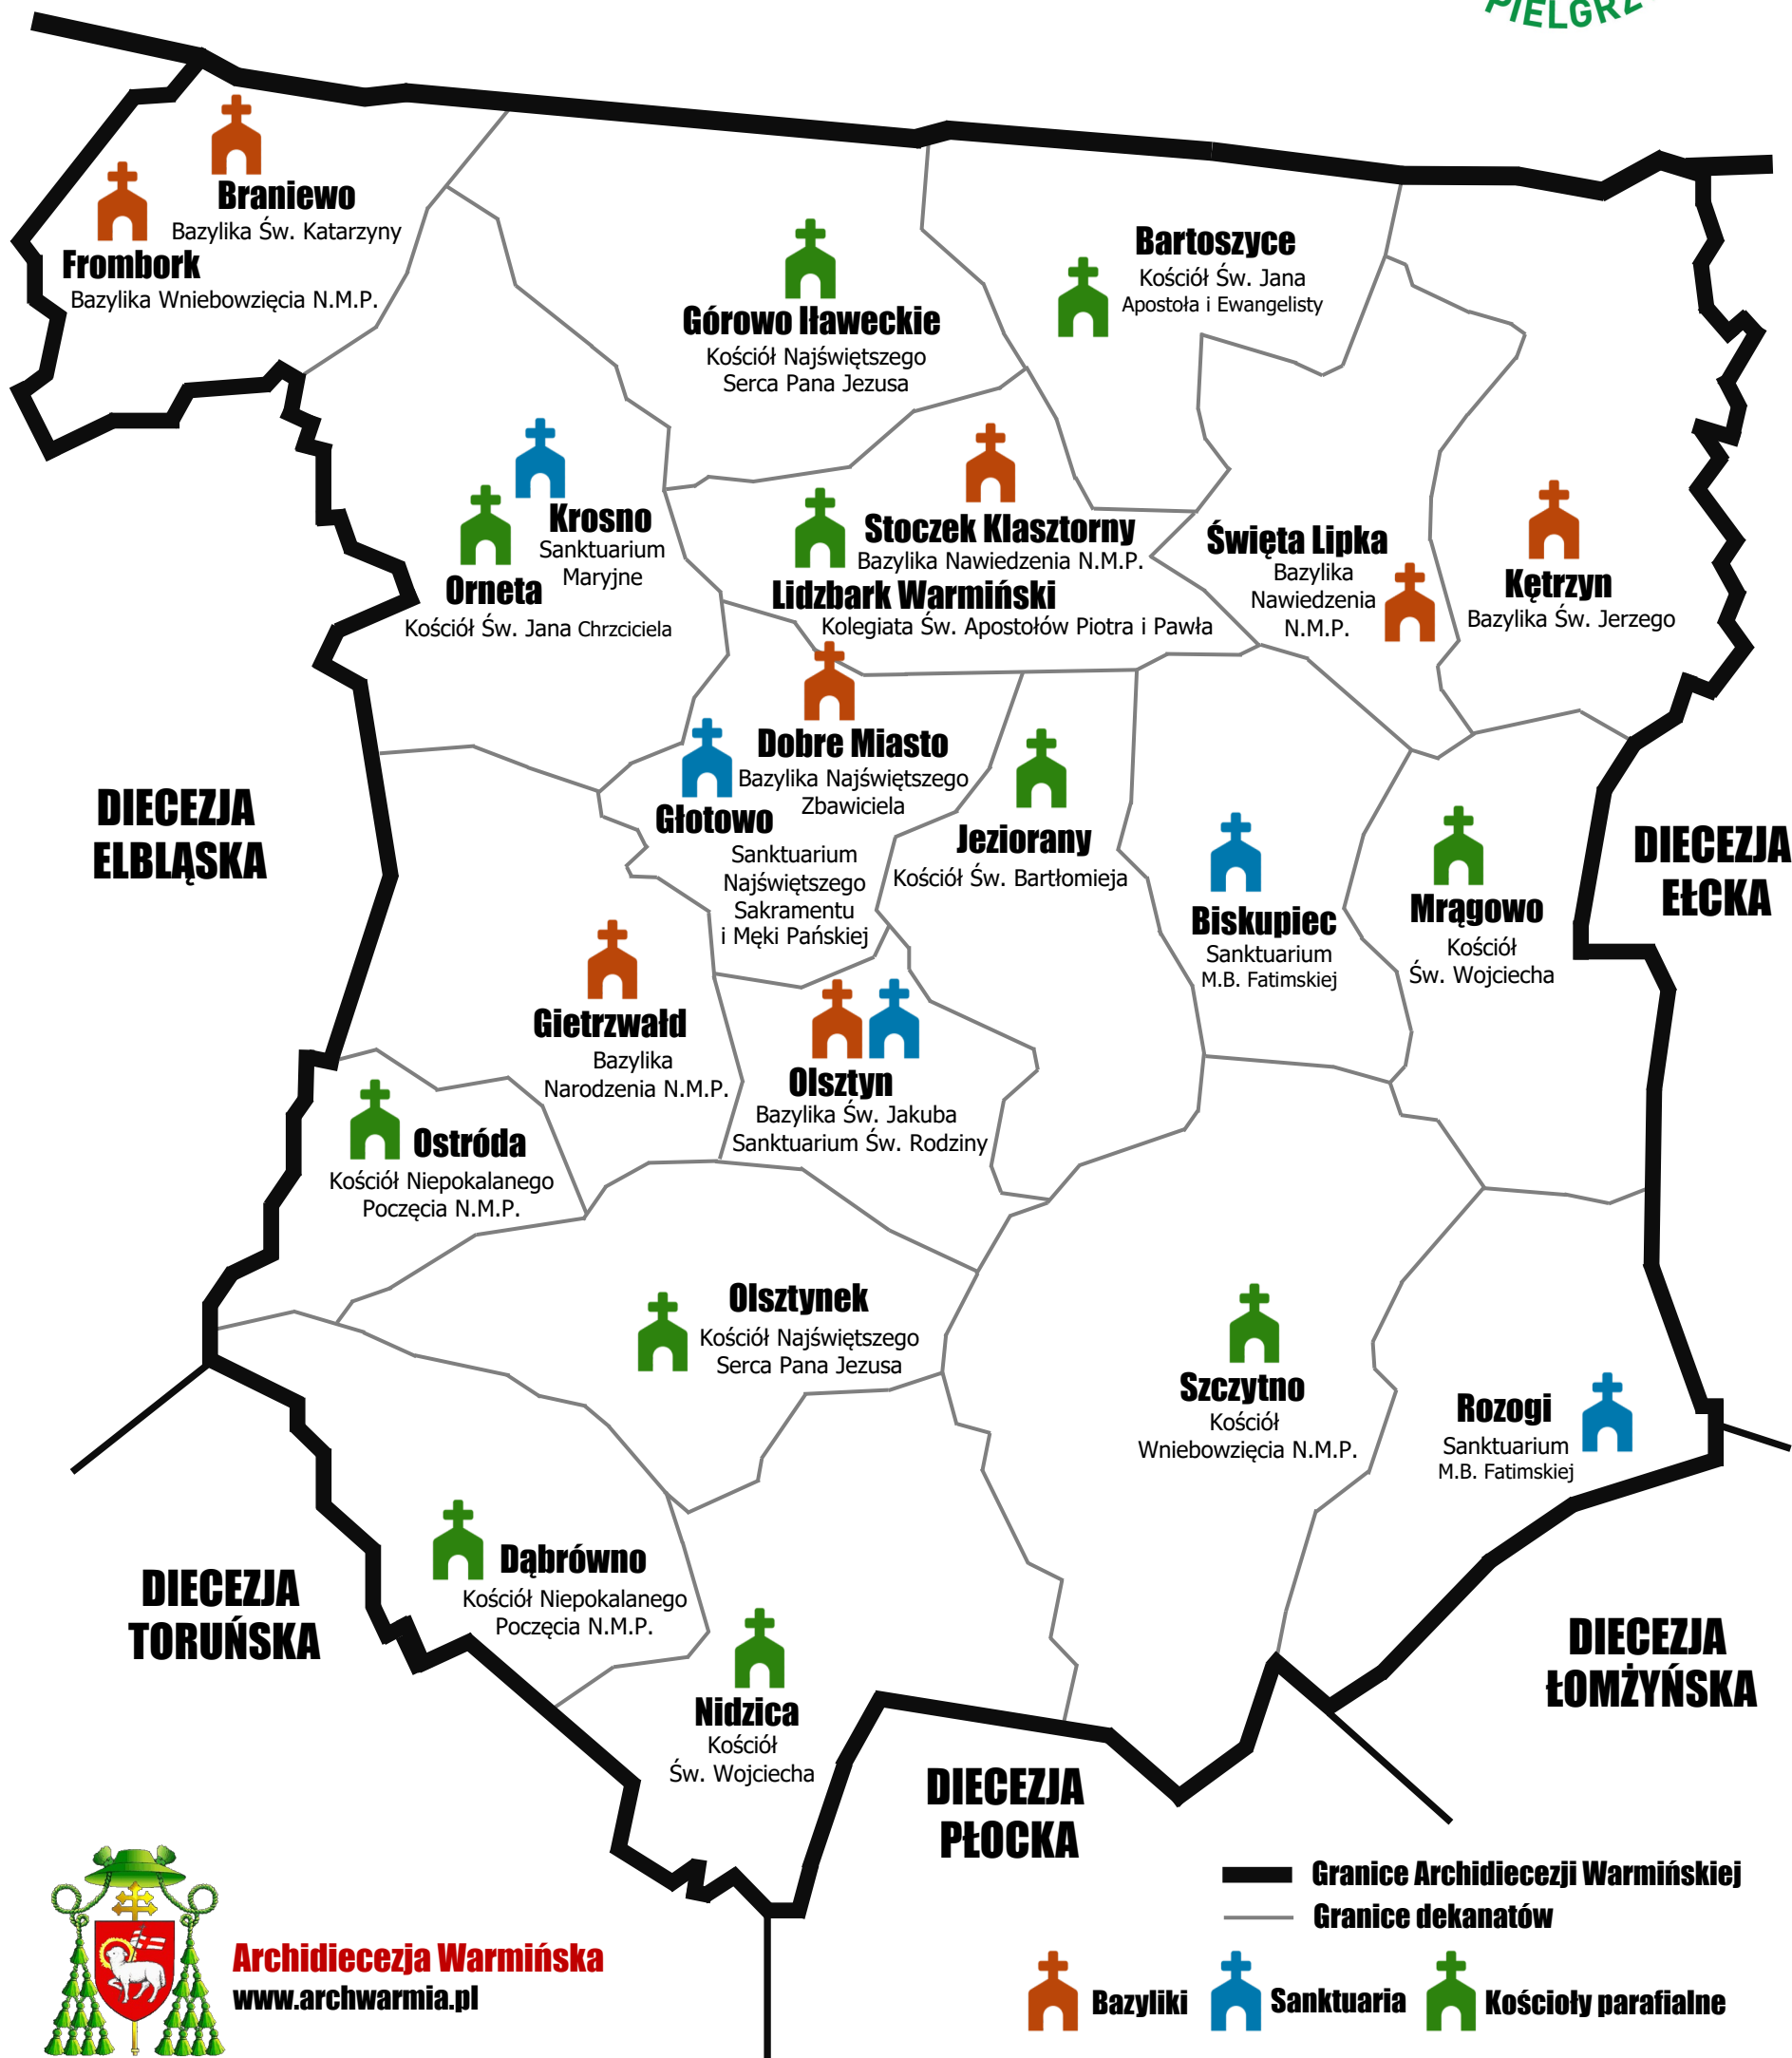 Braniewo
Bazylika Św. Katarzyny
Frombork
Bazylika Wniebowzięcia N.M.P.
Górowo Iławeckie
Kościół Najświętszego
Serca Pana Jezusa
Bartoszyce
Kościół Św. Jana
Apostoła i Ewangelisty
Krosno
Sanktuarium
Maryjne
Orneta
Kościół Św. Jana Chrzciciela
Stoczek Klasztorny
Bazylika Nawiedzenia N.M.P.
Lidzbark Warmiński
Kolegiata Św. Apostołów Piotra i Pawła
Święta Lipka
Bazylika
Nawiedzenia
N.M.P.
Kętrzyn
Bazylika Św. Jerzego
Dobre Miasto
Bazylika Najświętszego
Zbawiciela
Głotowo
Sanktuarium
Najświętszego
Sakramentu
i Męki Pańskiej
Jeziorany
Kościół Św. Bartłomieja
Biskupiec
Sanktuarium
M.B. Fatimskiej
Mrągowo
Kościół
Św. Wojciecha
DIECEZJA
ELBLĄSKA
DIECEZJA
EŁCKA
Gietrzwałd
Bazylika
Narodzenia N.M.P.
Olsztyn
Bazylika Św. Jakuba
Sanktuarium Św. Rodziny
Ostróda
Kościół Niepokalanego
Poczęcia N.M.P.
Olsztynek
Kościół Najświętszego
Serca Pana Jezusa
Szczytno
Kościół
Wniebowzięcia N.M.P.
Rozogi
Sanktuarium
M.B. Fatimskiej
Dąbrówno
Kościół Niepokalanego
Poczęcia N.M.P.
Nidzica
Kościół
Św. Wojciecha
DIECEZJA
TORUŃSKA
DIECEZJA
ŁOMŻYŃSKA
DIECEZJA
PŁOCKA
Granice Archidiecezji Warmińskiej
Granice dekanatów
Bazyliki
Sanktuaria
Kościoły parafialne
Archidiecezja Warmińska
www.archwarmia.pl